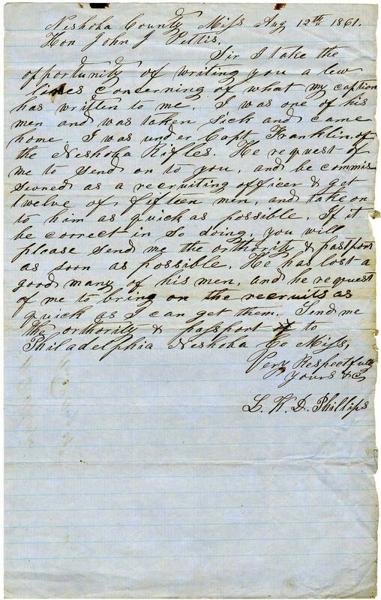 Neshoba County Miss Aug 12th 1861.
Hon John J Pettis.
Sir I take the
opportunity of writing you a few
lines concerning of what my caption
has written to me. I was one of his
men and was taken sick and came
home I was under Capt Franklin of
the Neshoba Rifles. He request of
me to send on to you, and be commis
sioned as a recruiting officer & get
twelve of fifteen men, and take on
to him as quick as possible, if it
be correct in so doing, you will
please send me the authority & passport
as soon as possible. He has lost a
good many of his men, and he request
of me to bring on the recruits as
quick as I can get them. Send me
the orthority & passport to
Philadelphia Neshoba Co Miss,
Very Respectfully
Yours &C
L. H. D. Phillips